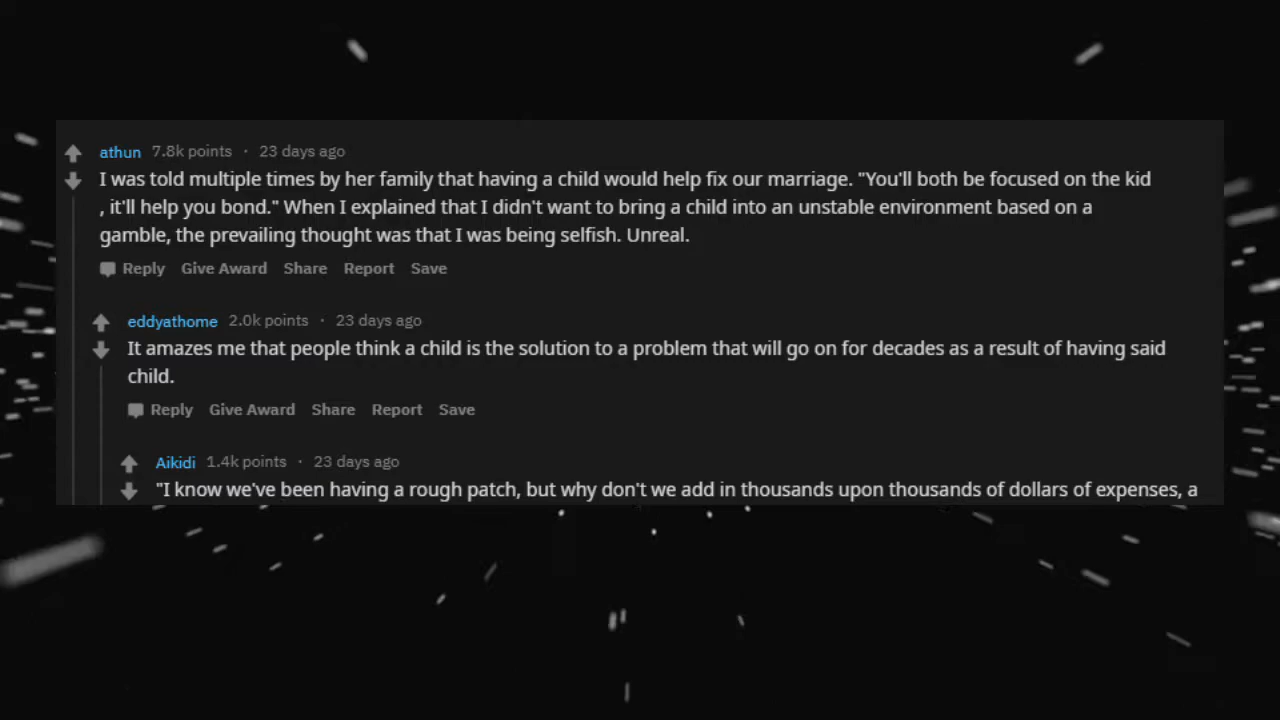 athun 7.8k points · 23 days ago
I was told multiple times by her family that having a child would help fix our marriage. "You'll both be focused on the kid
, it'll help you bond." When I explained that I didn't want to bring a child into an unstable environment based on a
gamble, the prevailing thought was that I was being selfish. Unreal.
Reply Give Award Share Report Save
eddyathome 2.0k points · 23 days ago
It amazes me that people think a child is the solution to a problem that will go on for decades as a result of having said
child.
Reply Give Award Share Report Save
Aikidi 1.4k points · 23 days ago
"I know we've been having a rough patch, but why don't we add in thousands upon thousands of dollars of expenses, a